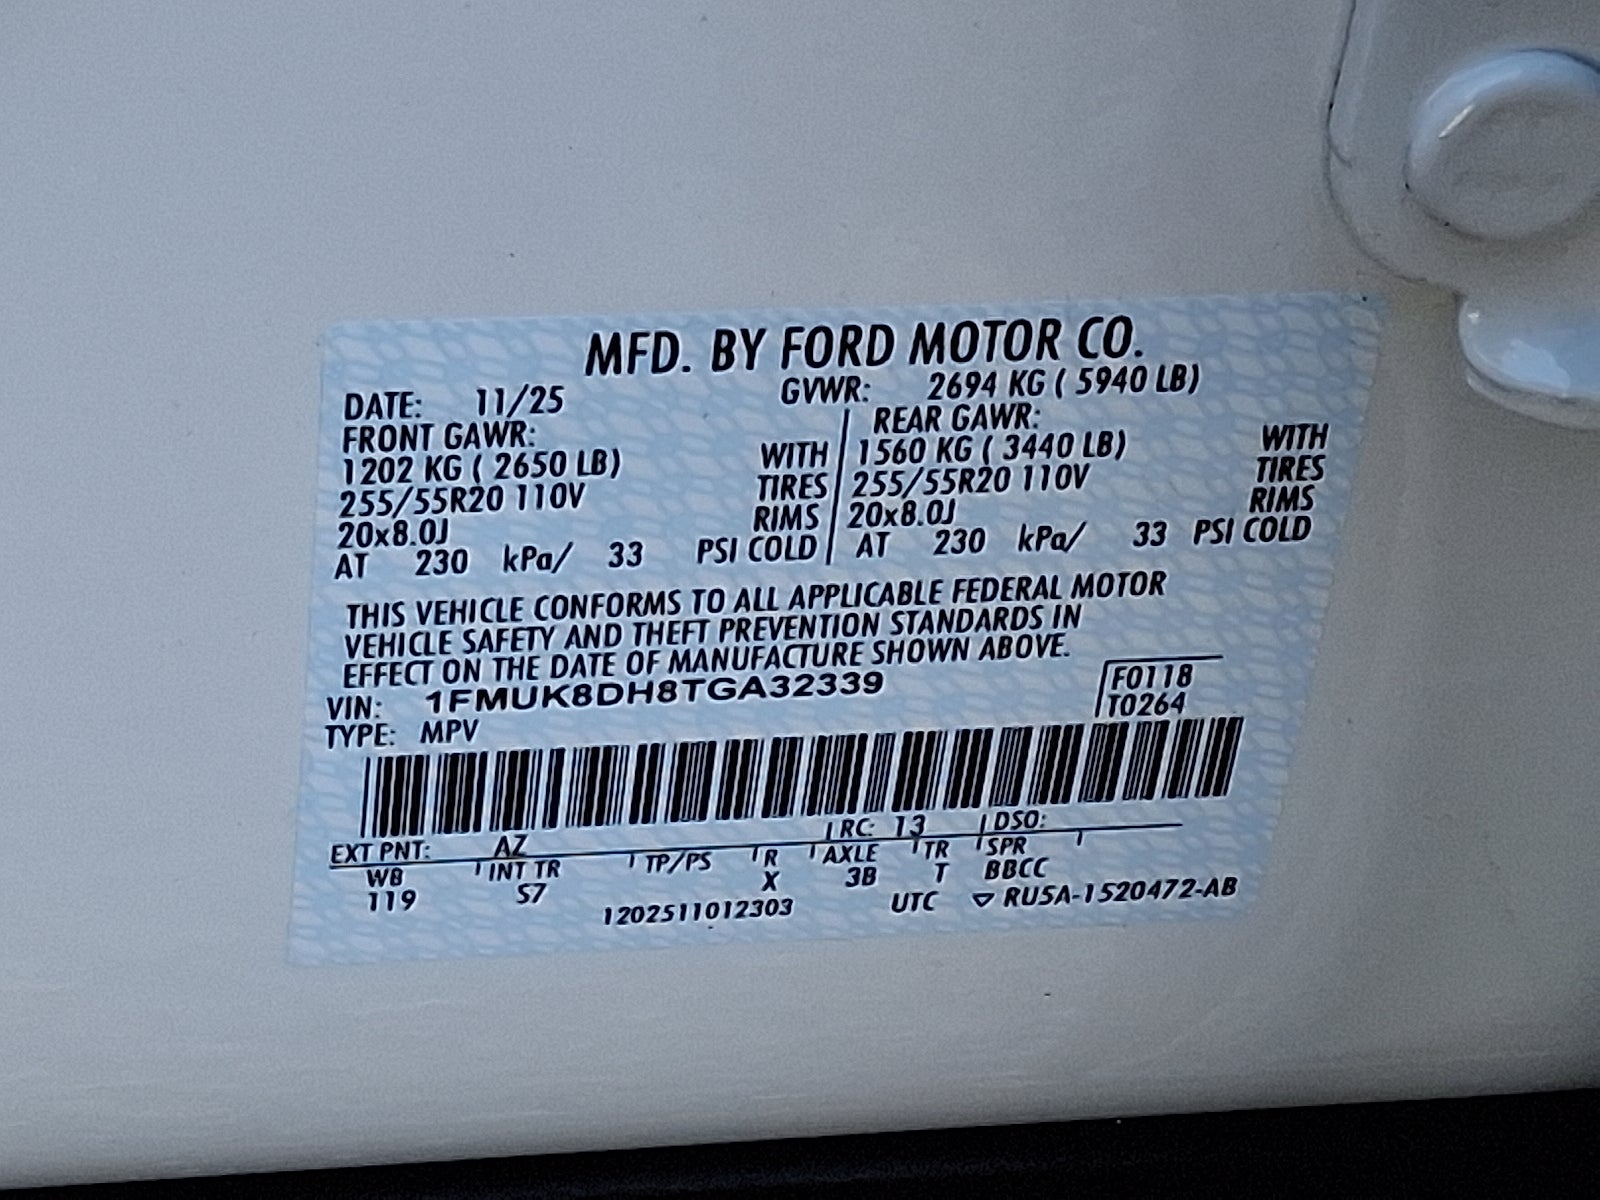 MFD. BY FORD MOTOR CO.
DATE: 11/25 GVWR: 2694 KG ( 5940 LB)
FRONT GAWR: REAR GAWR:
1202 KG ( 2650 LB) WITH 1560 KG ( 3440 LB) WITH
255/55R20 110V TIRES 255/55R20 110V TIRES
20x8.0J RIMS 20x8.0J RIMS
AT 230 kPa/ 33 PSI COLD AT 230 kPa/ 33 PSI COLD
THIS VEHICLE CONFORMS TO ALL APPLICABLE FEDERAL MOTOR
VEHICLE SAFETY AND THEFT PREVENTION STANDARDS IN
EFFECT ON THE DATE OF MANUFACTURE SHOWN ABOVE.
VIN: 1FMUK8DH8TGA32339 F0118
TYPE: MPV T0264
EXT PNT: AZ RC: 13 DSO:
WB INT TR TP/PS R AXLE TR SPR
119 S7 X 3B T BBCC
1202511012303 UTC ▽ RU5A-1520472-AB